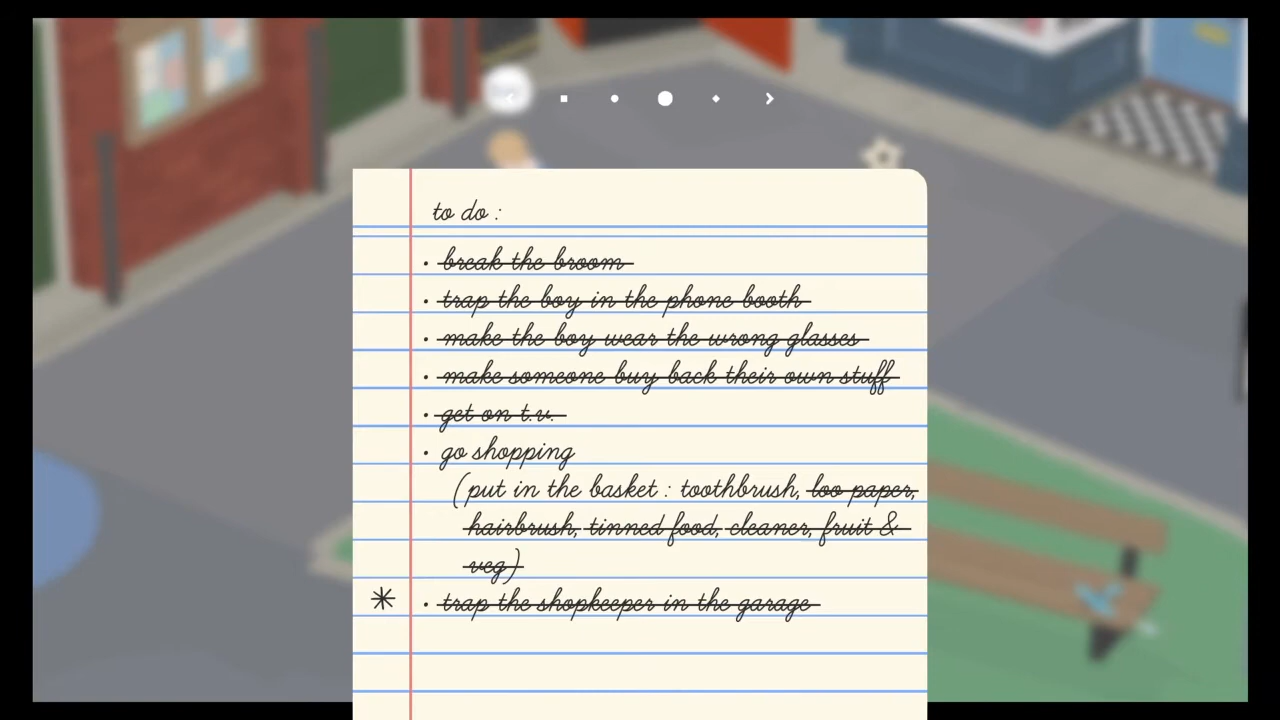 to do :
• break the broom
• trap the boy in the phone booth
• make the boy wear the wrong glasses
• make someone buy back their own stuff
• get on t.v.
• go shopping
(put in the basket : toothbrush, loo paper,
hairbrush, tinned food, cleaner, fruit &
veg)
• trap the shopkeeper in the garage